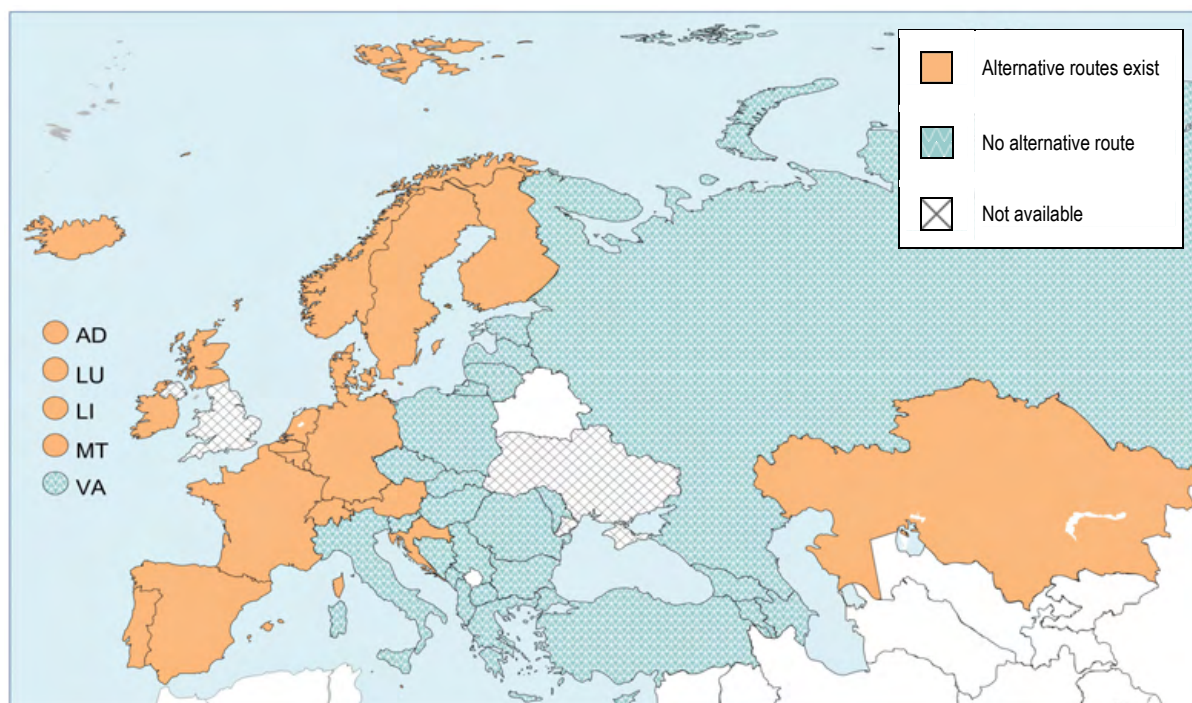 Alternative routes exist
No alternative route
Not available
AD
LU
LI
MT
VA